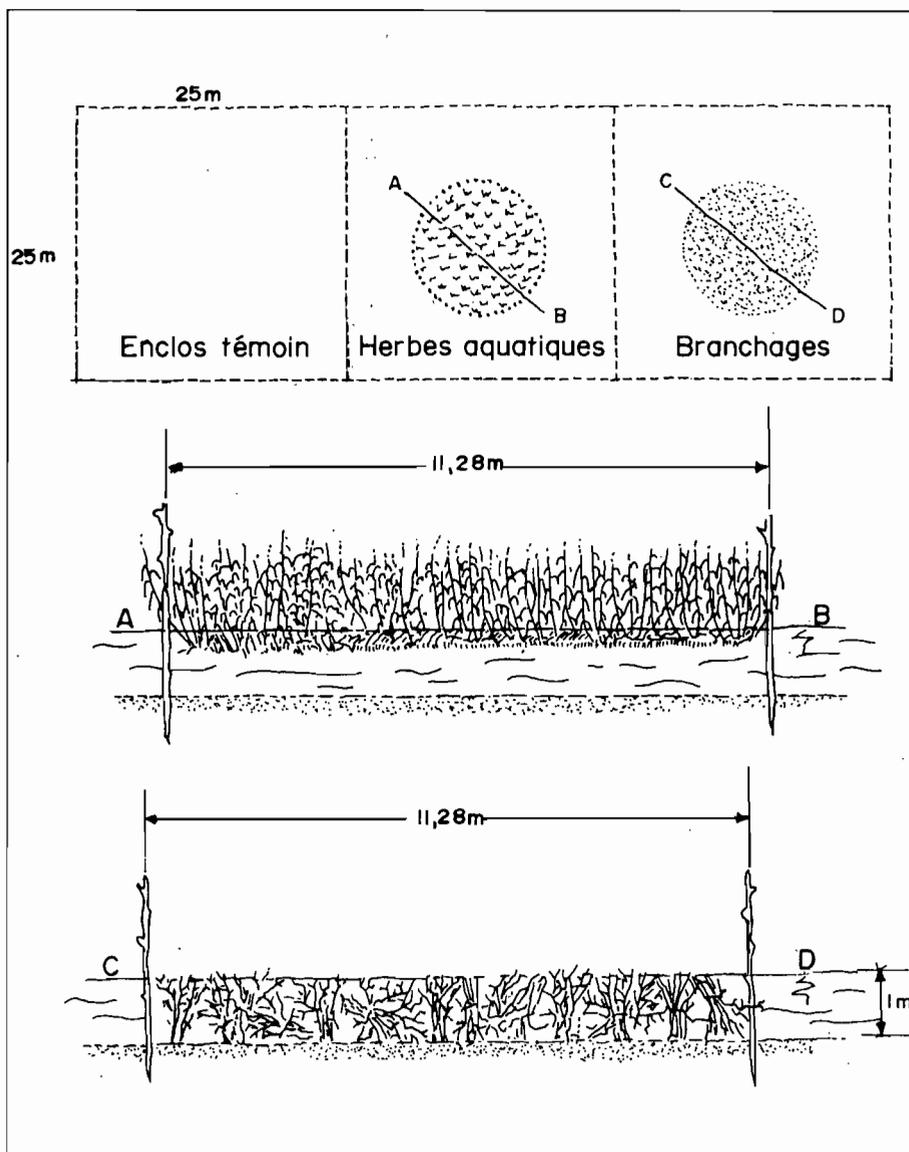 25m
25m
A
B
C
D
Enclos témoin
Herbes aquatiques
Branchages
11,28m
A
B
11,28m
C
D
1m